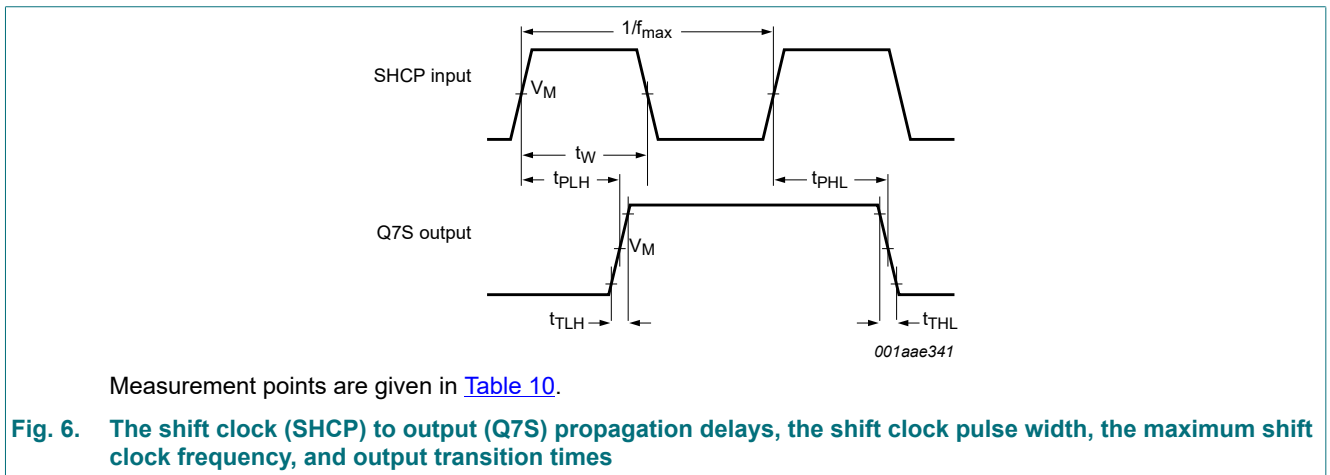 1/fmax
SHCP input
VM
tW
tPLH
tPHL
Q7S output
VM
tTLH
tTHL
001aae341
Measurement points are given in Table 10.
Fig. 6. The shift clock (SHCP) to output (Q7S) propagation delays, the shift clock pulse width, the maximum shift
clock frequency, and output transition times